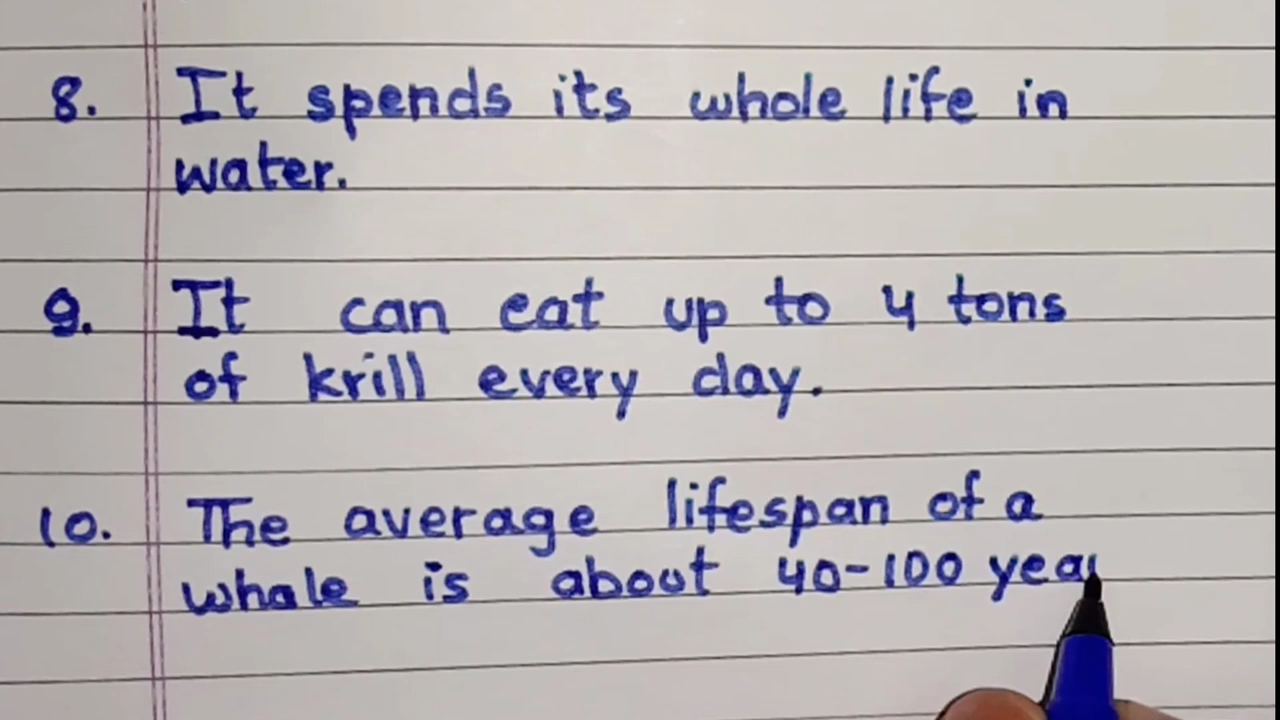 8. It spends its whole life in
water.
9. It can eat up to 4 tons
of krill every day.
10. The average lifespan of a
whale is about 40-100 yea